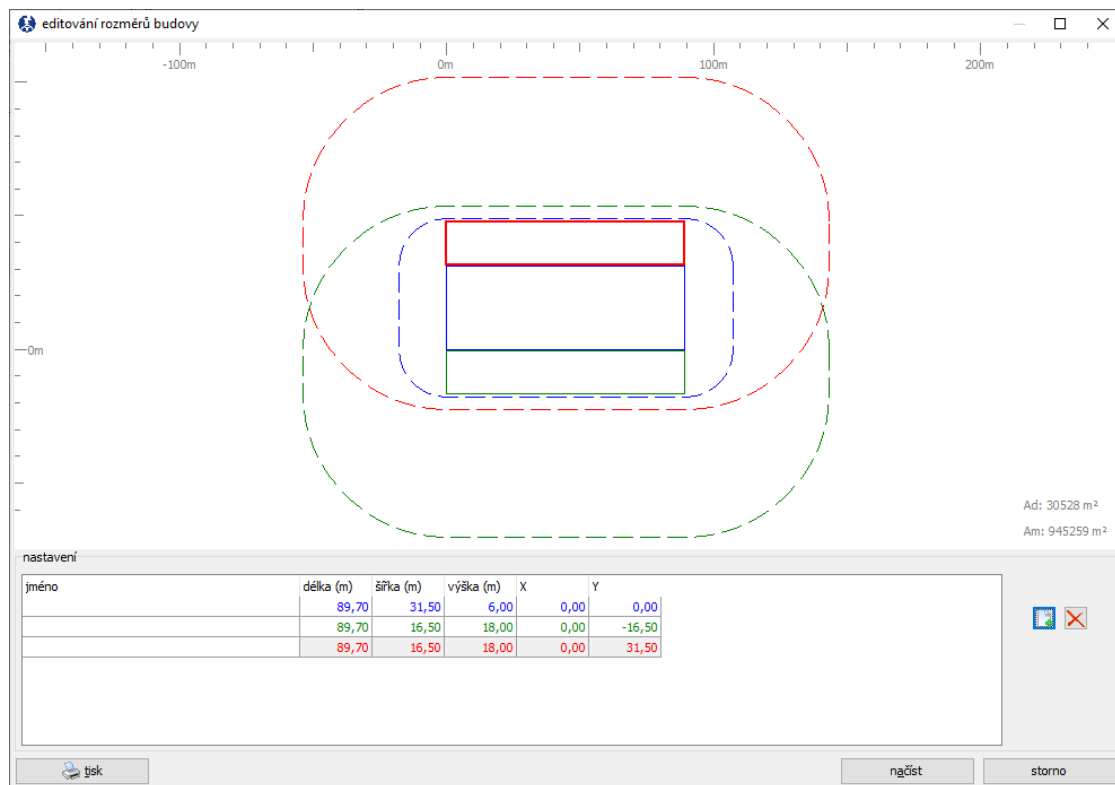 editování rozměrů budovy
-100m 0m 100m 200m
0m
Ad: 30528 m²
Am: 945259 m²
nastavení
jméno délka (m) šířka (m) výška (m) X Y
89,70 31,50 6,00 0,00 0,00
89,70 16,50 18,00 0,00 -16,50
89,70 16,50 18,00 0,00 31,50
tisk načíst storno